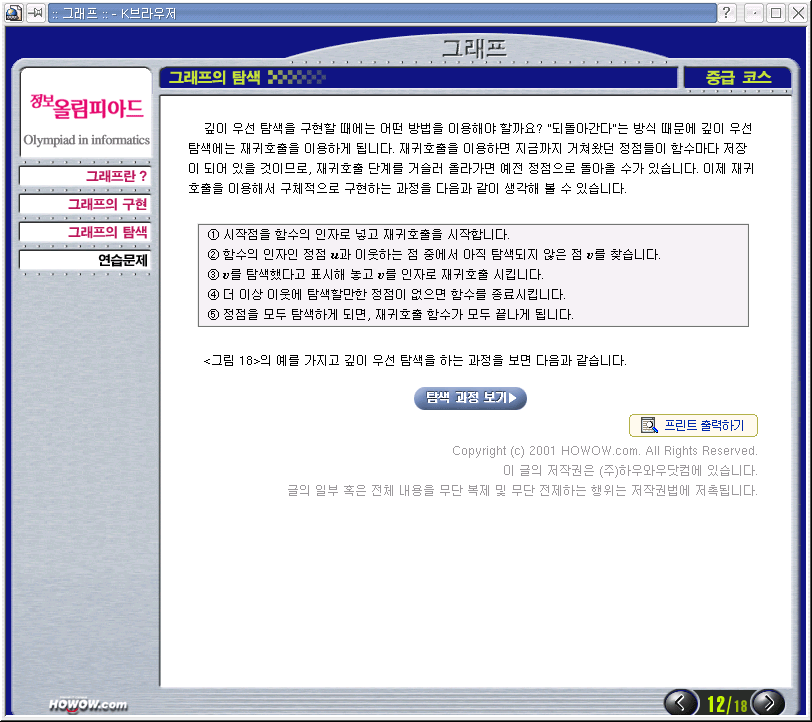 :: 그래프 :: - K브라우저
그래프
정보올림피아드
Olympiad in informatics
그래프란 ?
그래프의 구현
그래프의 탐색
연습문제
그래프의 탐색
중급 코스
깊이 우선 탐색을 구현할 때에는 어떤 방법을 이용해야 할까요? "되돌아간다"는 방식 때문에 깊이 우선
탐색에는 재귀호출을 이용하게 됩니다. 재귀호출을 이용하면 지금까지 거쳐왔던 정점들이 함수마다 저장
이 되어 있을 것이므로, 재귀호출 단계를 거슬러 올라가면 예전 정점으로 돌아올 수가 있습니다. 이제 재귀
호출을 이용해서 구체적으로 구현하는 과정을 다음과 같이 생각해 볼 수 있습니다.
① 시작점을 함수의 인자로 넣고 재귀호출을 시작합니다.
② 함수의 인자인 정점 u과 이웃하는 점 중에서 아직 탐색되지 않은 점 v를 찾습니다.
③ v를 탐색했다고 표시해 놓고 v를 인자로 재귀호출 시킵니다.
④ 더 이상 이웃에 탐색할만한 정점이 없으면 함수를 종료시킵니다.
⑤ 정점을 모두 탐색하게 되면, 재귀호출 함수가 모두 끝나게 됩니다.
<그림 18>의 예를 가지고 깊이 우선 탐색을 하는 과정을 보면 다음과 같습니다.
탐색 과정 보기▶
프린트 출력하기
Copyright (c) 2001 HOWOW.com. All Rights Reserved.
이 글의 저작권은 (주)하우와우닷컴에 있습니다.
글의 일부 혹은 전체 내용을 무단 복제 및 무단 전제하는 행위는 저작권법에 저촉됩니다.
HOWOW.com
12/18